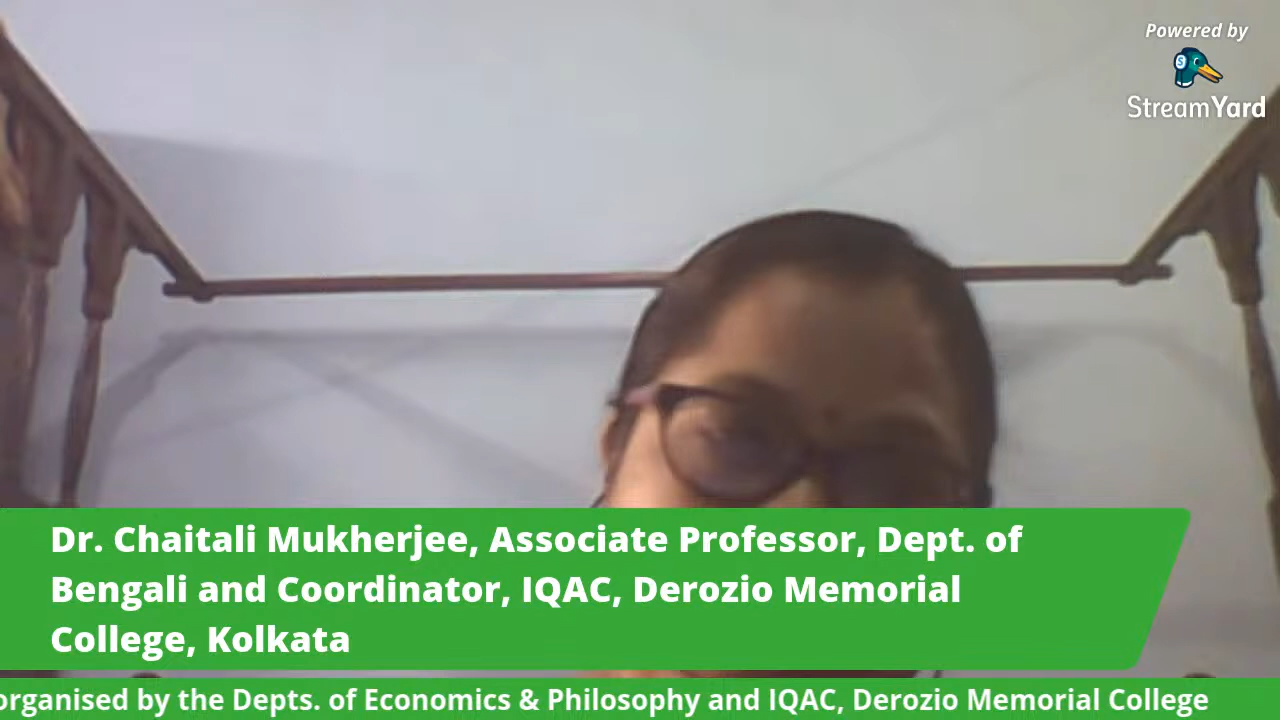 Powered by
StreamYard
Dr. Chaitali Mukherjee, Associate Professor, Dept. of
Bengali and Coordinator, IQAC, Derozio Memorial
College, Kolkata
organised by the Depts. of Economics & Philosophy and IQAC, Derozio Memorial College